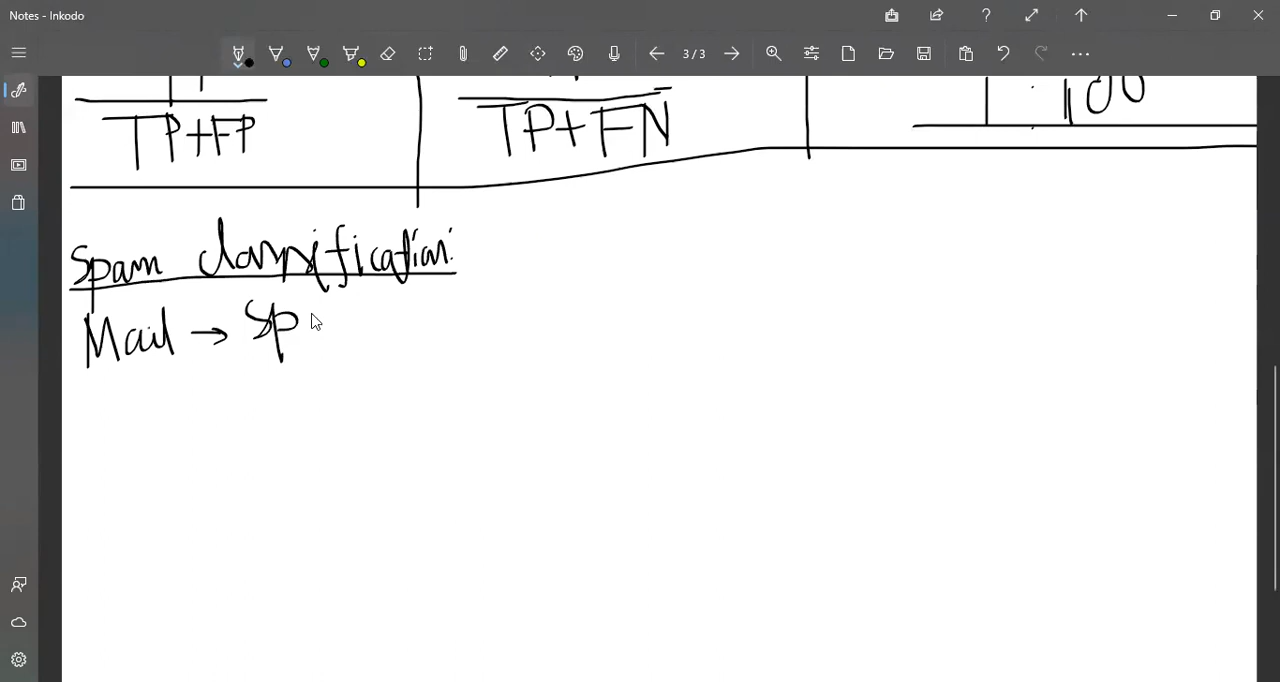 Notes - Inkodo
3 / 3
TP+FP
TP+FN
100
Spam classification:
Mail → Sp